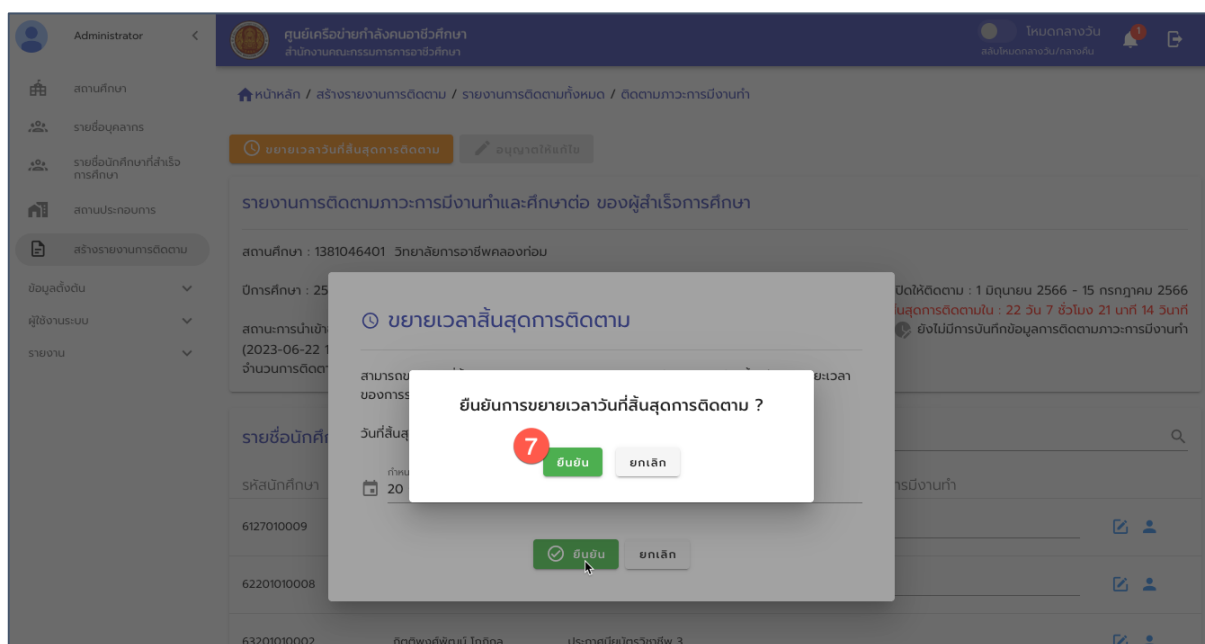 Administrator
ศูนย์เครือข่ายกำลังคนอาชีวศึกษา
สำนักงานคณะกรรมการการอาชีวศึกษา
โหมดกลางวัน
สลับโหมดกลางวัน/กลางคืน
1
สถานศึกษา
รายชื่อบุคลากร
รายชื่อนักศึกษาที่สำเร็จ
การศึกษา
สถานประกอบการ
สร้างรายงานการติดตาม
ข้อมูลตั้งต้น
ผู้ใช้งานระบบ
รายงาน
หน้าหลัก / สร้างรายงานการติดตาม / รายงานการติดตามทั้งหมด / ติดตามภาวะการมีงานทำ
ขยายเวลาวันที่สิ้นสุดการติดตาม
อนุญาตให้แก้ไข
รายงานการติดตามภาวะการมีงานทำและศึกษาต่อ ของผู้สำเร็จการศึกษา
สถานศึกษา : 1381046401 วิทยาลัยการอาชีพคลองท่อม
ปีการศึกษา : 25
ปิดให้ติดตาม : 1 มิถุนายน 2566 - 15 กรกฎาคม 2566
นสุดการติดตามใน : 22 วัน 7 ชั่วโมง 21 นาที 14 วินาที
สถานะการนำเข้า
ยังไม่มีการบันทึกข้อมูลการติดตามภาวะการมีงานทำ
(2023-06-22 1
จำนวนการติดตา
ขยายเวลาสิ้นสุดการติดตาม
สามารถข
ยะเวลา
ของการร
ยืนยันการขยายเวลาวันที่สิ้นสุดการติดตาม ?
7
ยืนยัน
ยกเลิก
วันที่สิ้นสุ
กำหน
20
ยืนยัน
ยกเลิก
รายชื่อนักศึก
รหัสนักศึกษา
ารมีงานทำ
6127010009
62201010008
63201010002
กิตติพงศ์พัฒน์ โกกิกุล
ประกาศนียบัตรวิชาชีพ 3